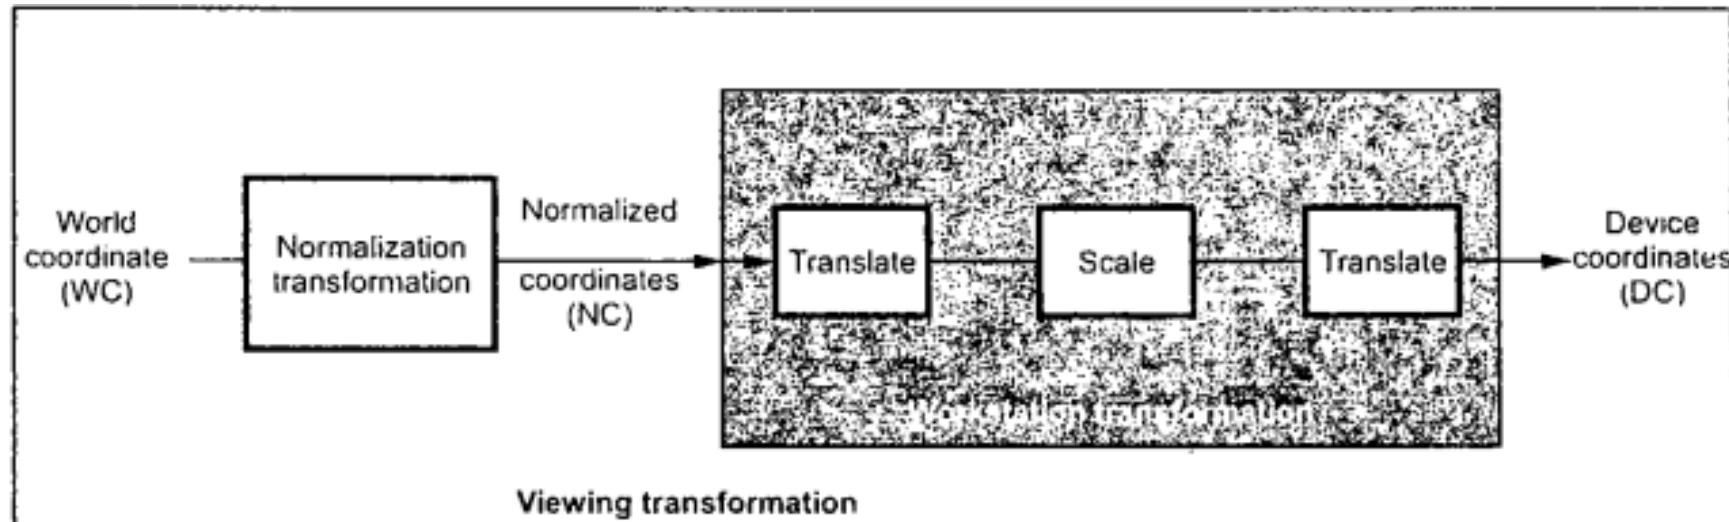 World
coordinate
(WC)
Normalization
transformation
Normalized
coordinates
(NC)
Translate
Scale
Translate
Device
coordinates
(DC)
Workstation transformation
Viewing transformation